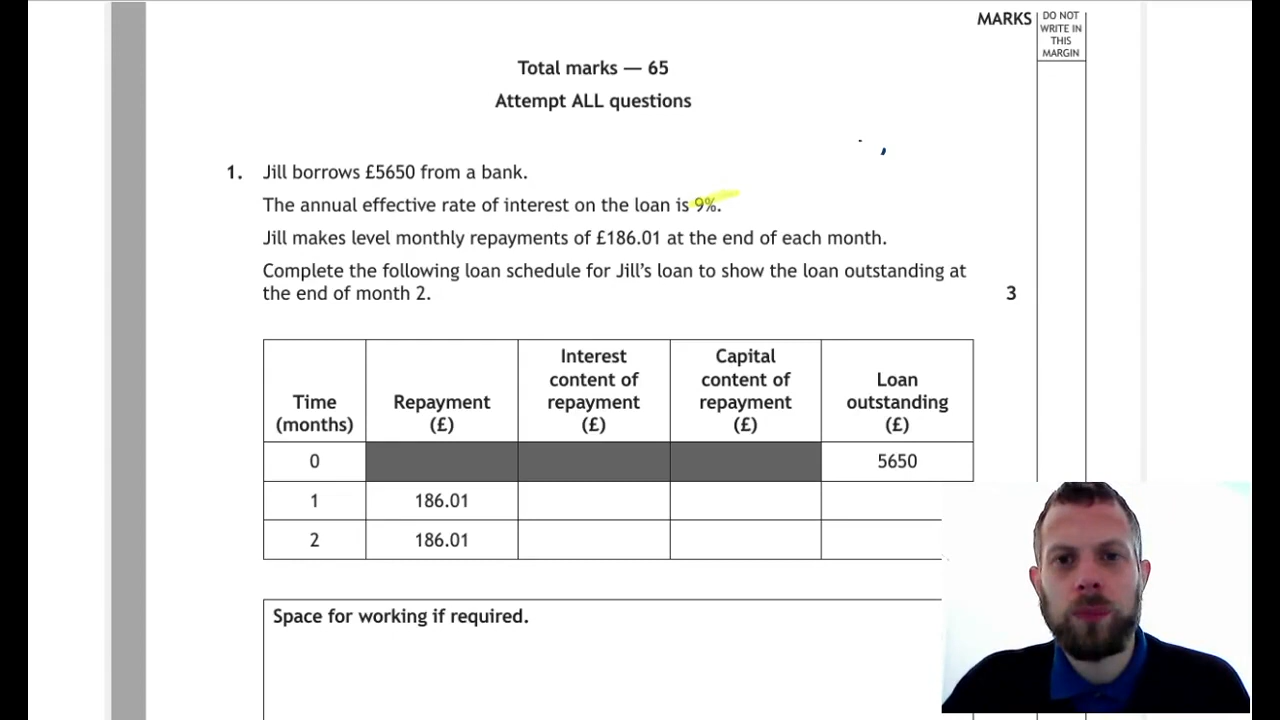 MARKS
DO NOT
WRITE IN
THIS
MARGIN
Total marks — 65
Attempt ALL questions
1. Jill borrows £5650 from a bank.
The annual effective rate of interest on the loan is 9%.
Jill makes level monthly repayments of £186.01 at the end of each month.
Complete the following loan schedule for Jill’s loan to show the loan outstanding at
the end of month 2. 3
Time
(months)
Repayment
(£)
Interest
content of
repayment
(£)
Capital
content of
repayment
(£)
Loan
outstanding
(£)
0 5650
1 186.01
2 186.01
Space for working if required.